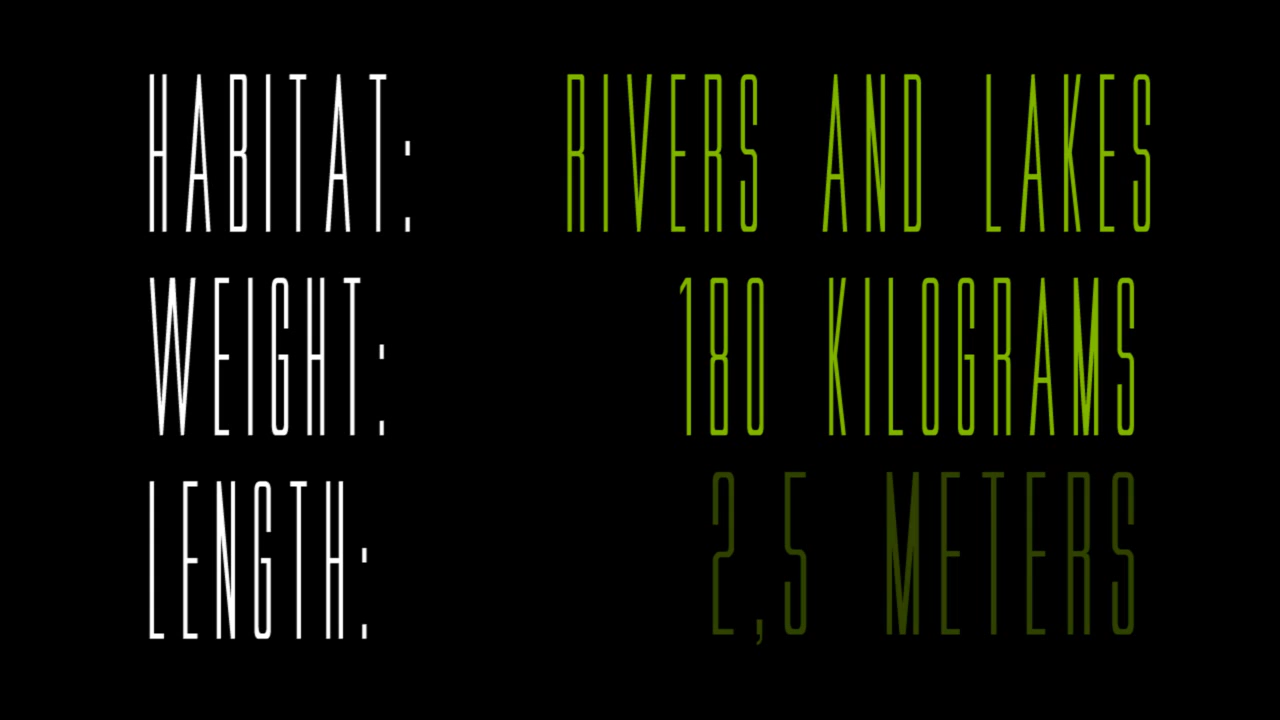 HABITAT: RIVERS AND LAKES
WEIGHT: 180 KILOGRAMS
LENGTH: 2,5 METERS